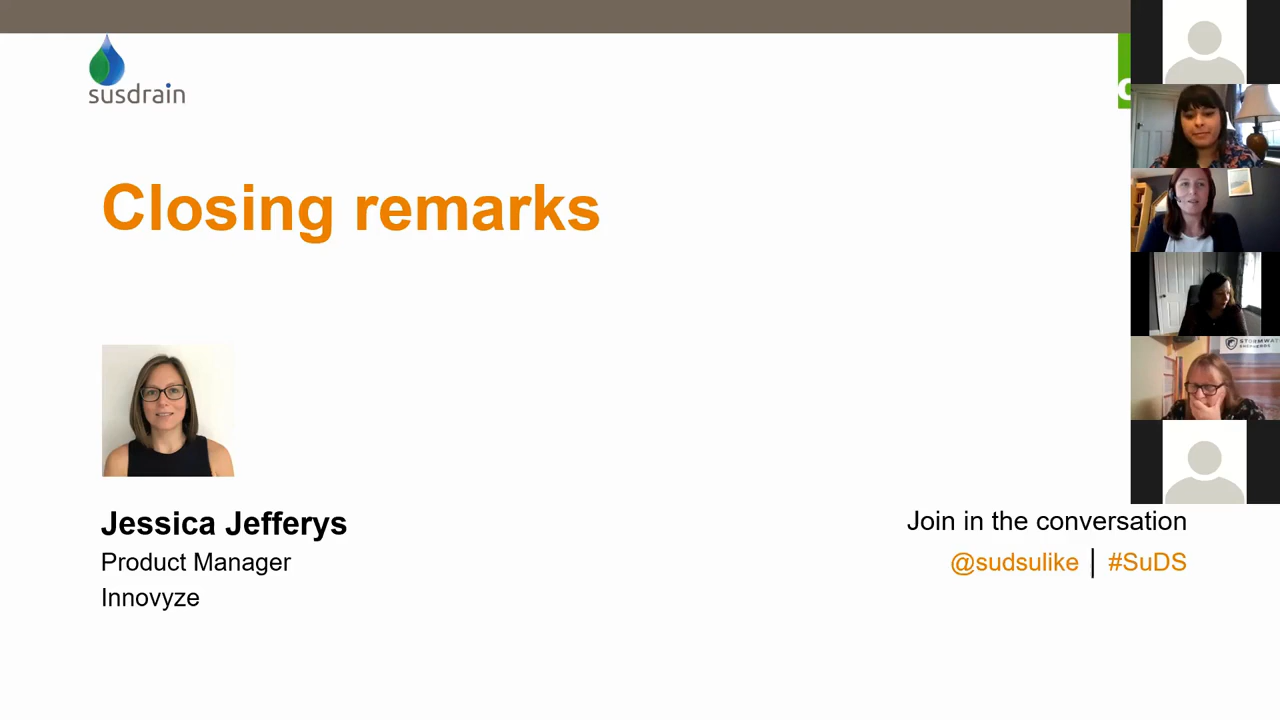 susdrain
Closing remarks
Jessica Jefferys
Product Manager
Innovyze
Join in the conversation
@sudsulike | #SuDS